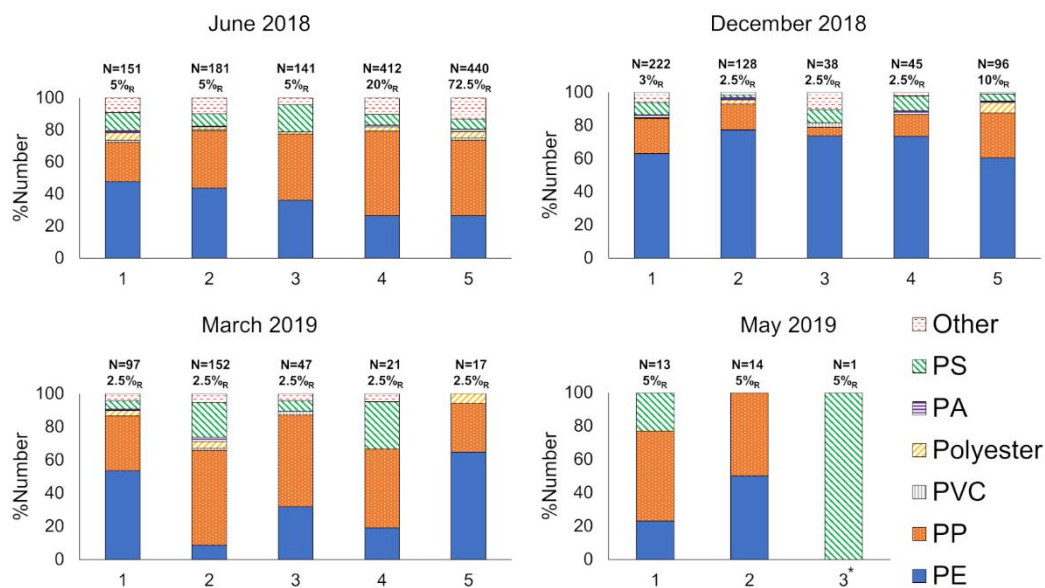 June 2018
N=151 N=181 N=141 N=412 N=440
5%R 5%R 5%R 20%R 72.5%R
100
80
60
40
20
0
%Number
1 2 3 4 5
December 2018
N=222 N=128 N=38 N=45 N=96
3%R 2.5%R 2.5%R 2.5%R 10%R
100
80
60
40
20
0
%Number
1 2 3 4 5
March 2019
N=97 N=152 N=47 N=21 N=17
2.5%R 2.5%R 2.5%R 2.5%R 2.5%R
100
80
60
40
20
0
%Number
1 2 3 4 5
May 2019
N=13 N=14 N=1
5%R 5%R 5%R
100
80
60
40
20
0
%Number
1 2 3*
Other
PS
PA
Polyester
PVC
PP
PE